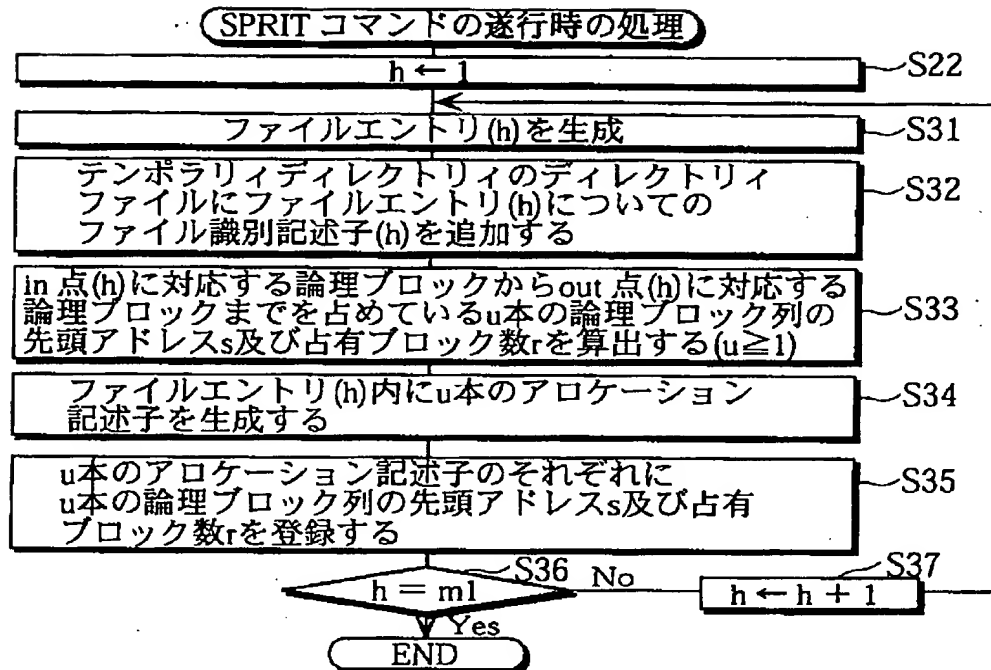 SPRIT コマンドの遂行時の処理
h ← 1
S22
ファイルエントリ(h)を生成
S31
テンポラリィディレクトリィのディレクトリィ
ファイルにファイルエントリ(h)についての
ファイル識別記述子(h)を追加する
S32
in 点(h)に対応する論理ブロックからout 点(h)に対応する
論理ブロックまでを占めているu本の論理ブロック列の
先頭アドレスs及び占有ブロック数rを算出する(u≧1)
S33
ファイルエントリ(h)内にu本のアロケーション
記述子を生成する
S34
u本のアロケーション記述子のそれぞれに
u本の論理ブロック列の先頭アドレスs及び占有
ブロック数rを登録する
S35
h = m1
S36
No
h ← h + 1
S37
Yes
END